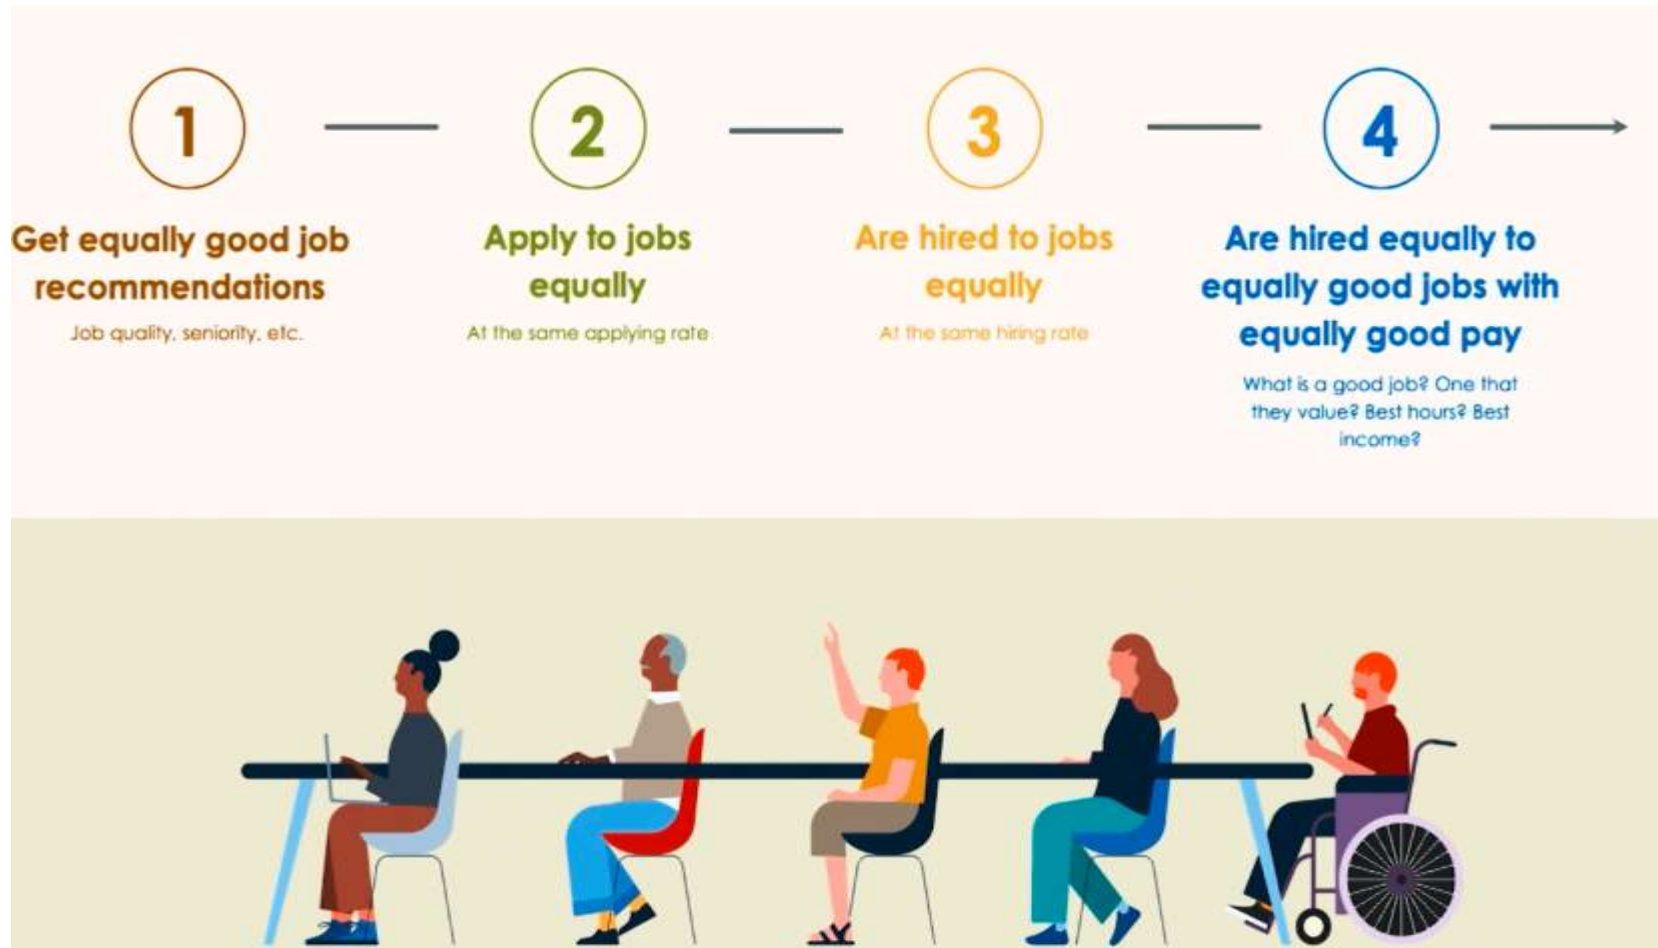 1
Get equally good job
recommendations
Job quality, seniority, etc.
2
Apply to jobs
equally
At the same applying rate
3
Are hired to jobs
equally
At the same hiring rate
4
Are hired equally to
equally good jobs with
equally good pay
What is a good job? One that
they value? Best hours? Best
income?